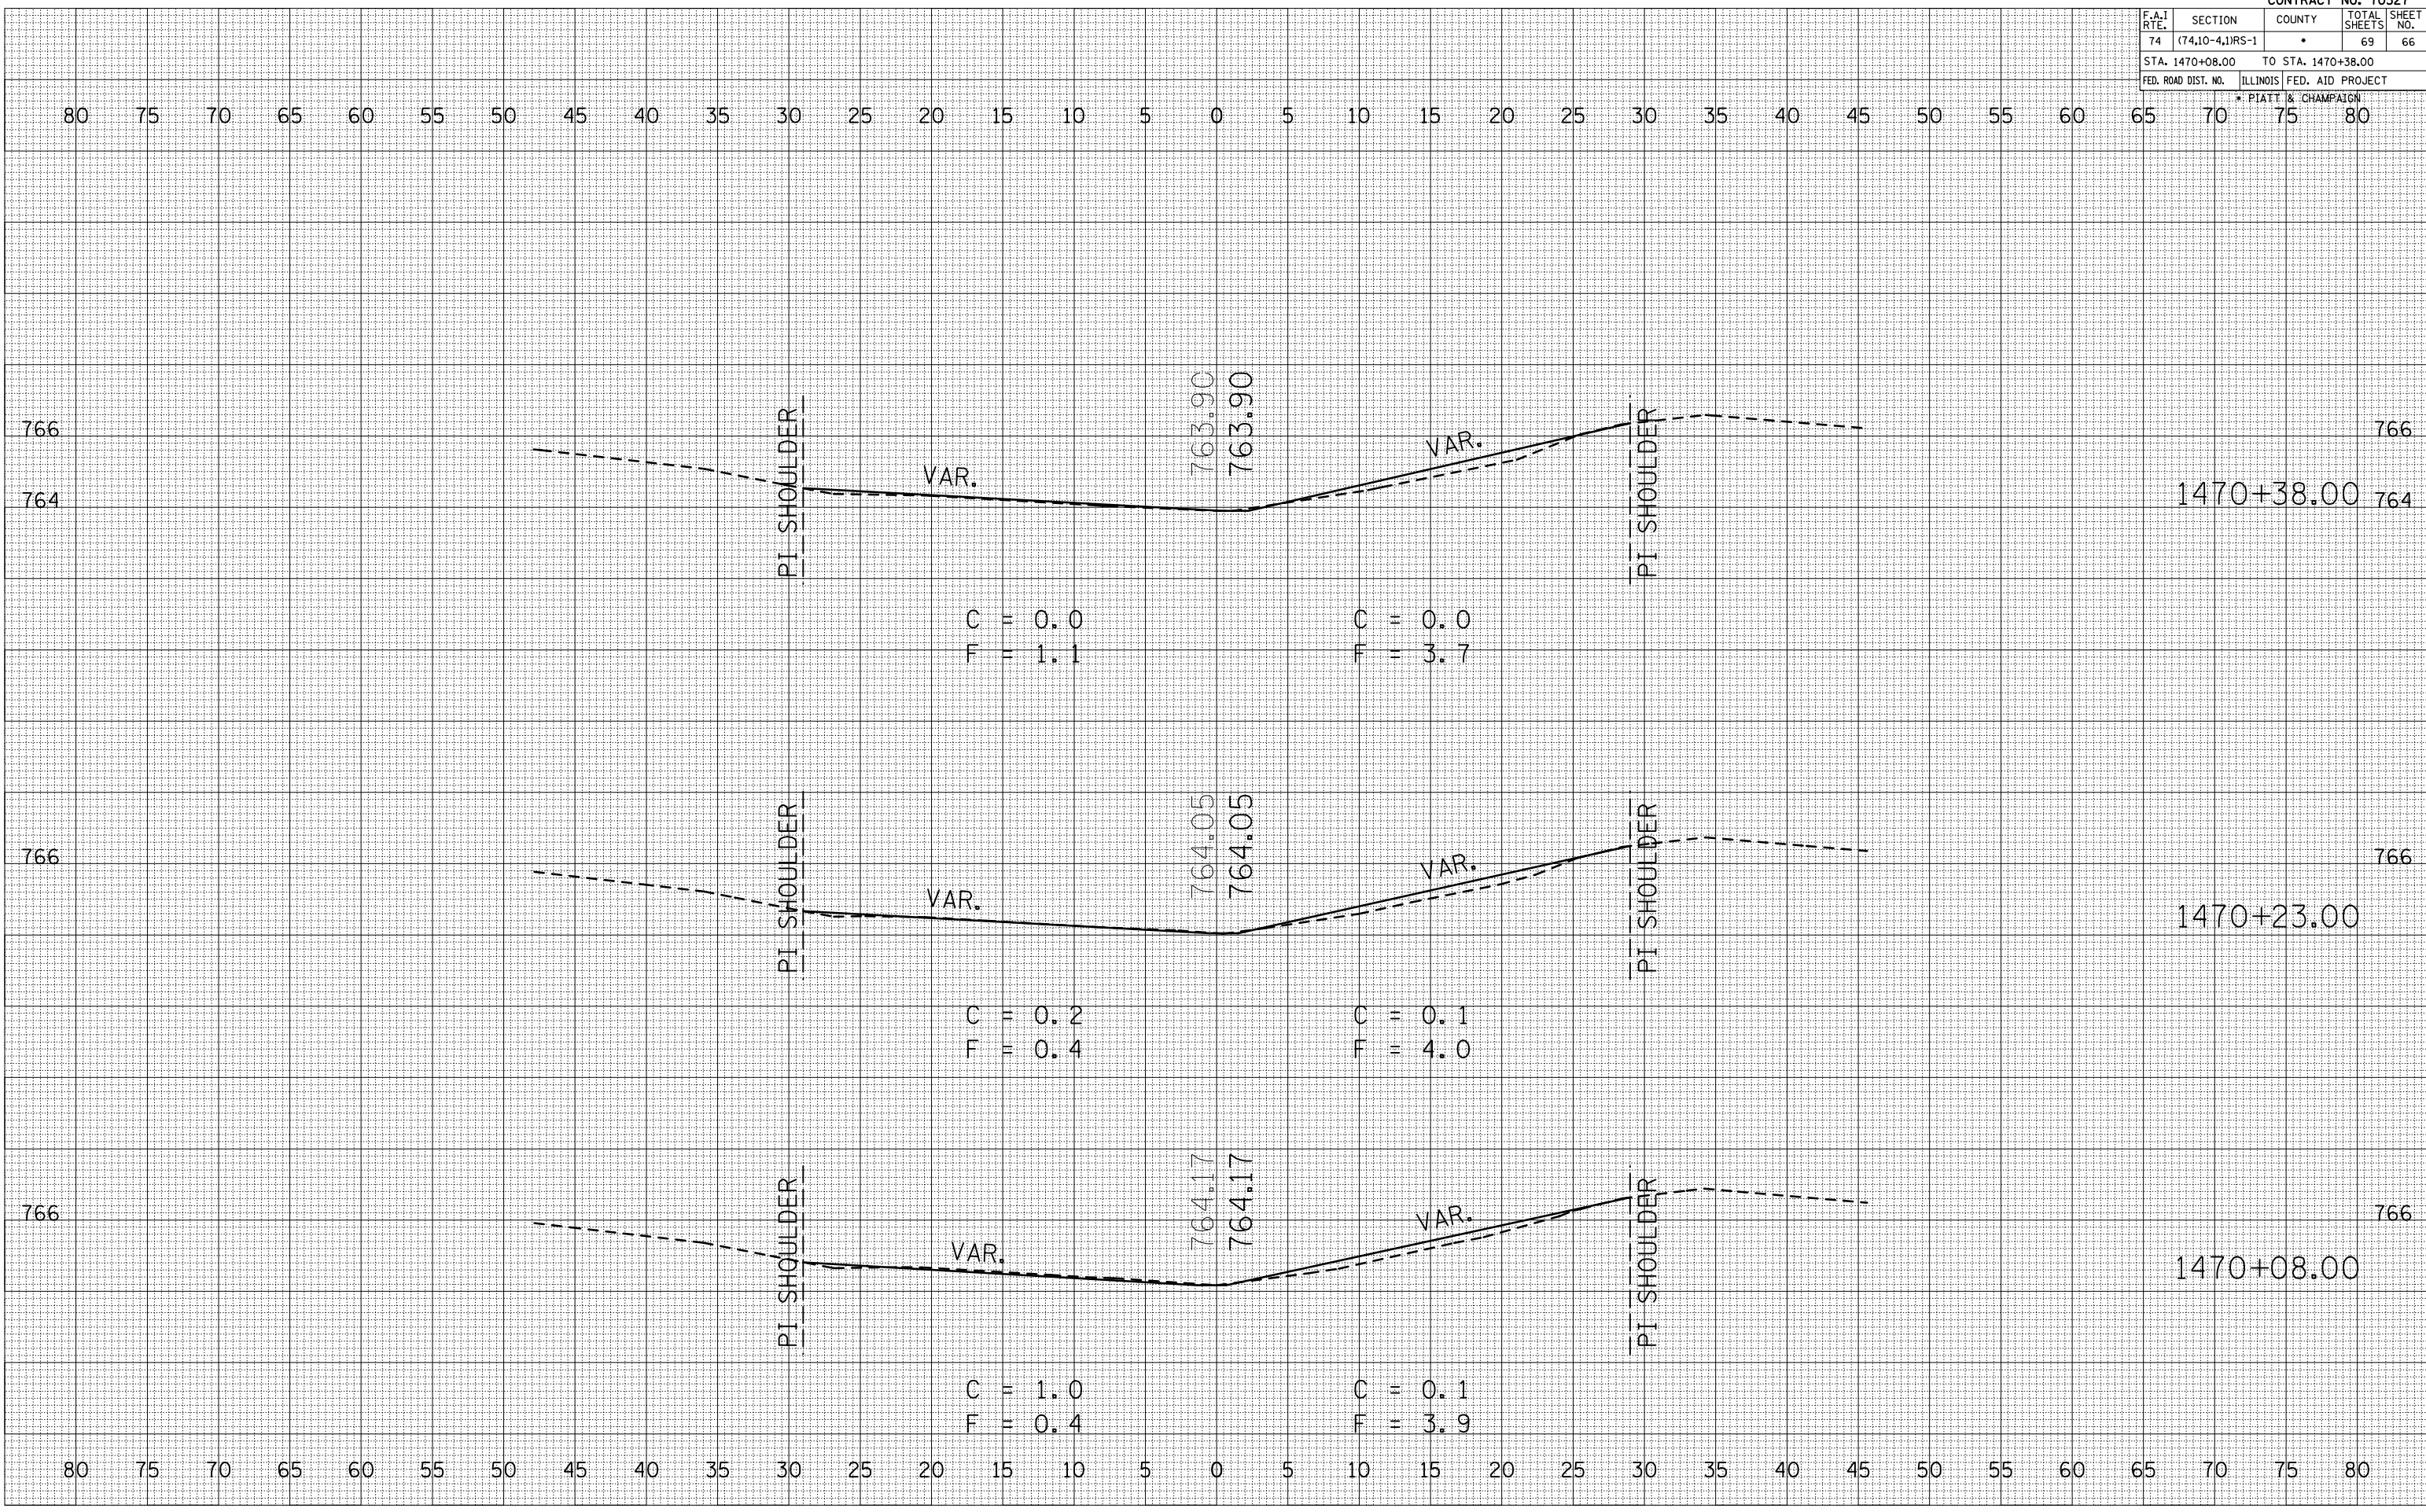 F.A.I RTE. SECTION COUNTY TOTAL SHEETS SHEET NO.
74 (74,10-4,1)RS-1 * 69 66
STA. 1470+08.00 TO STA. 1470+38.00
FED. ROAD DIST. NO. ILLINOIS FED. AID PROJECT
* PIATT & CHAMPAIGN
80 75 70 65 60 55 50 45 40 35 30 25 20 15 10 5 0 5 10 15 20 25 30 35 40 45 50 55 60 65 70 75 80
PI SHOULDER
763.90
763.90
PI SHOULDER
766 766
VAR. VAR.
764 1470+38.00 764
C = 0.0 C = 0.0
F = 1.1 F = 3.7
PI SHOULDER
764.05
764.05
PI SHOULDER
766 766
VAR. VAR.
1470+23.00
C = 0.2 C = 0.1
F = 0.4 F = 4.0
PI SHOULDER
764.17
764.17
PI SHOULDER
766 766
VAR. VAR.
1470+08.00
C = 1.0 C = 0.1
F = 0.4 F = 3.9
80 75 70 65 60 55 50 45 40 35 30 25 20 15 10 5 0 5 10 15 20 25 30 35 40 45 50 55 60 65 70 75 80